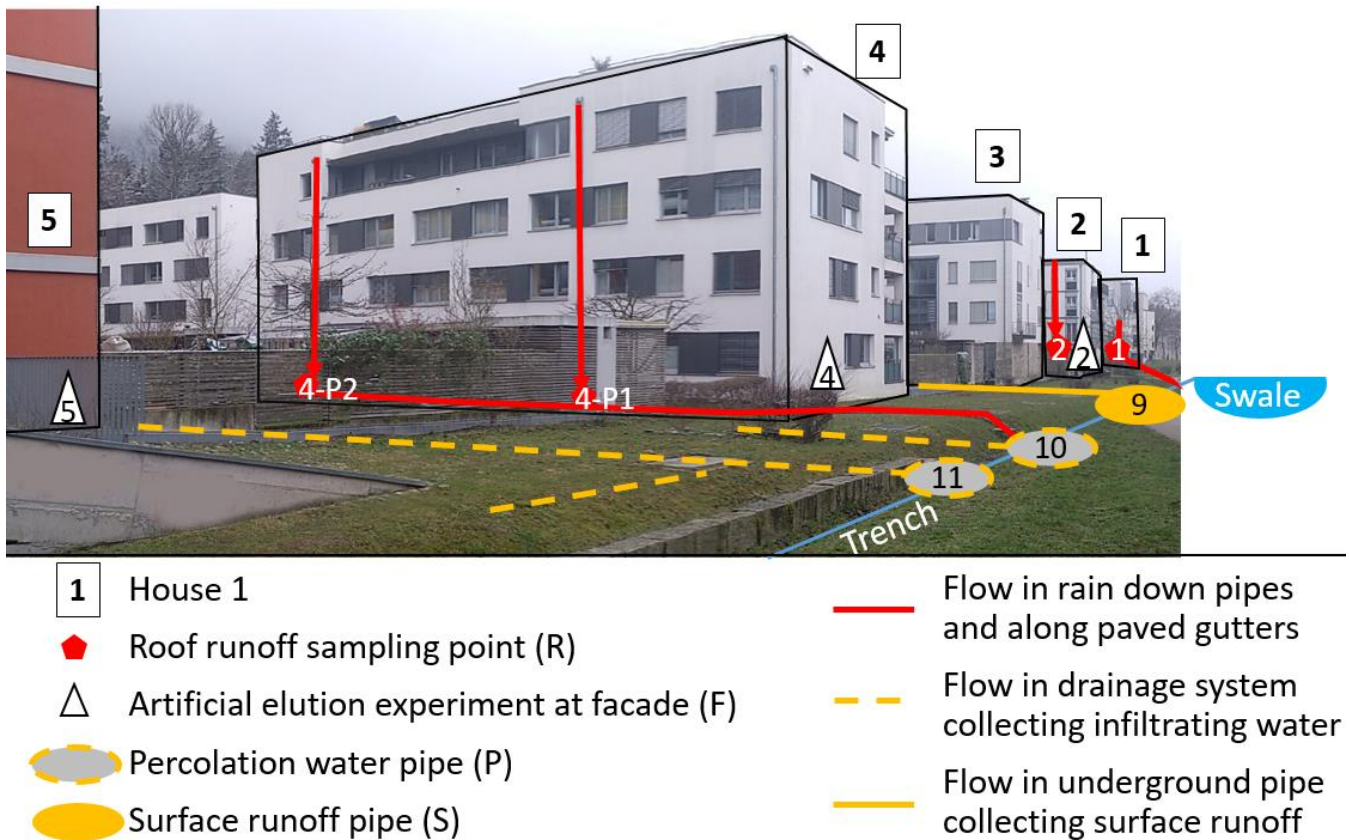 4
3
2
1
5
4-P2
4-P1
4
2
2
1
5
9
Swale
10
11
Trench
1 House 1
Roof runoff sampling point (R)
Artificial elution experiment at facade (F)
Percolation water pipe (P)
Surface runoff pipe (S)
Flow in rain down pipes
and along paved gutters
Flow in drainage system
collecting infiltrating water
Flow in underground pipe
collecting surface runoff